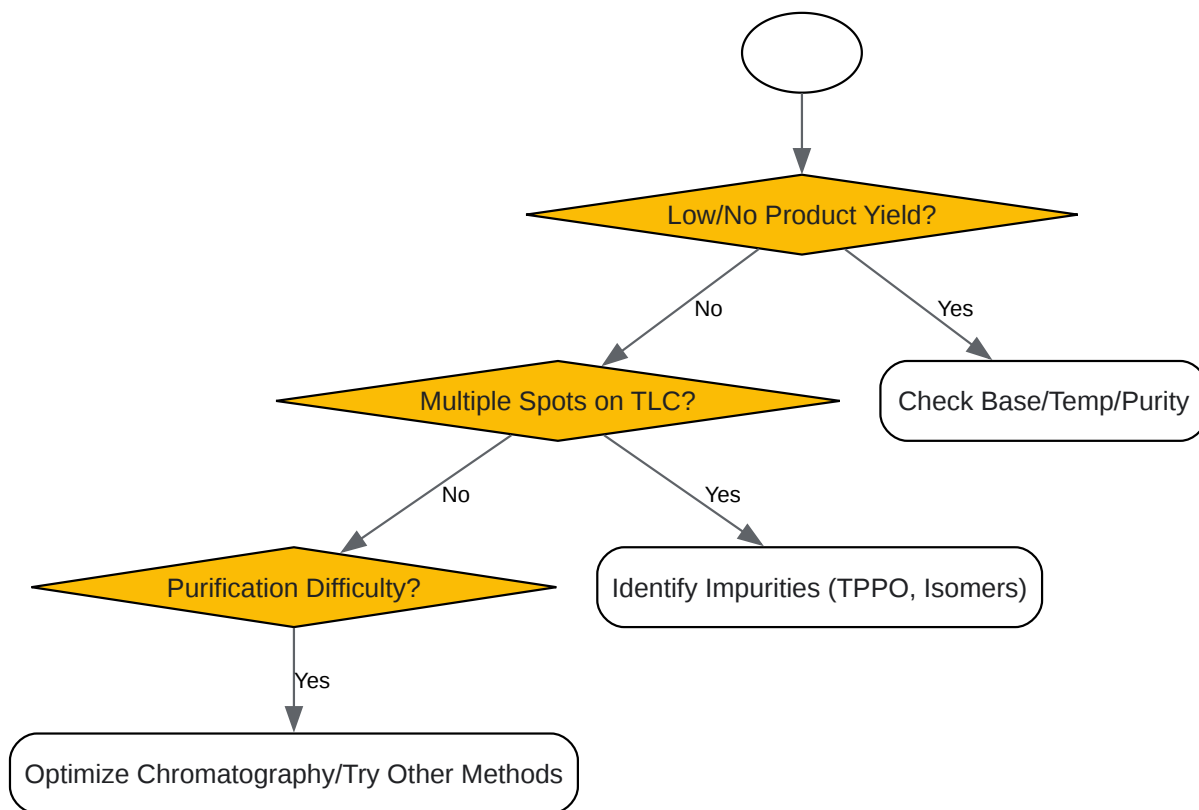 Low/No Product Yield?
No
Yes
Multiple Spots on TLC?
Check Base/Temp/Purity
No
Yes
Purification Difficulty?
Identify Impurities (TPPO, Isomers)
Yes
Optimize Chromatography/Try Other Methods